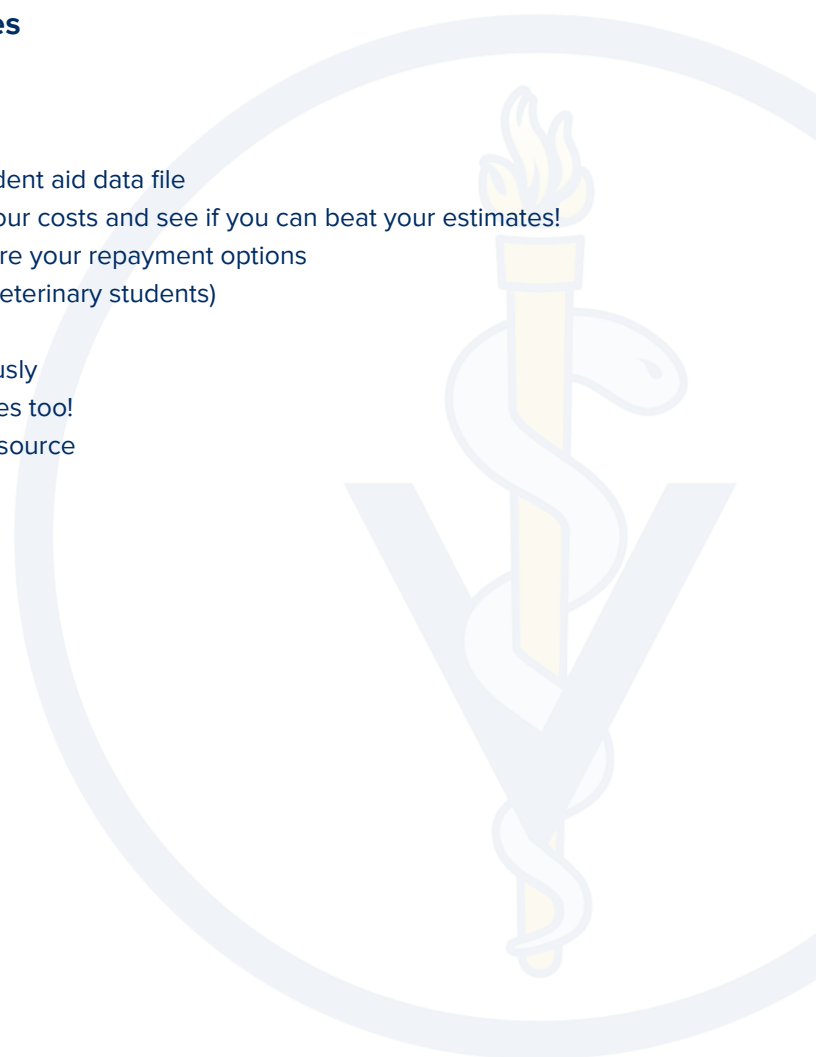 es
dent aid data file
our costs and see if you can beat your estimates!
re your repayment options
eterinary students)
usly
es too!
source
V